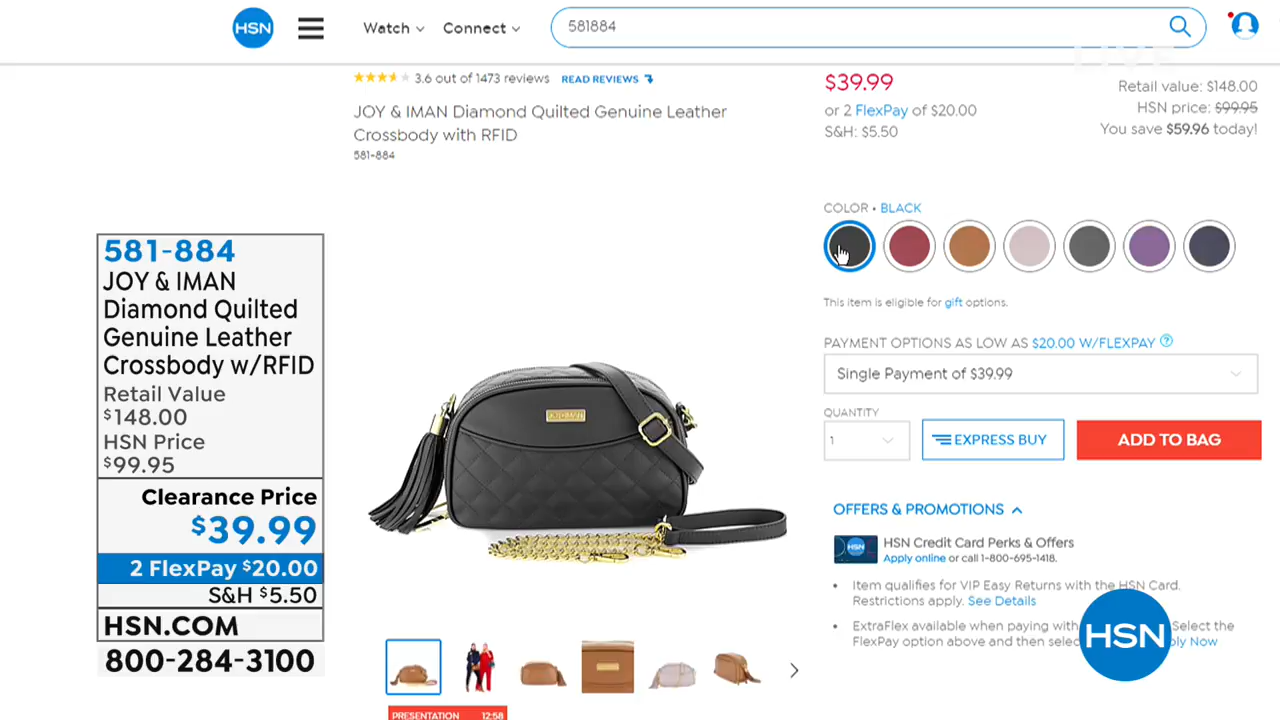 HSN
Watch
Connect
581884
LIVE
3.6 out of 1473 reviews
READ REVIEWS
JOY & IMAN Diamond Quilted Genuine Leather
Crossbody with RFID
581-884
$39.99
or 2 FlexPay of $20.00
S&H: $5.50
Retail value: $148.00
HSN price: $99.95
You save $59.96 today!
COLOR • BLACK
This item is eligible for gift options.
PAYMENT OPTIONS AS LOW AS $20.00 W/FLEXPAY ?
Single Payment of $39.99
QUANTITY
1
EXPRESS BUY
ADD TO BAG
OFFERS & PROMOTIONS
HSN
HSN Credit Card Perks & Offers
Apply online or call 1-800-695-1418.
• Item qualifies for VIP Easy Returns with the HSN Card.
Restrictions apply. See Details
• ExtraFlex available when paying with Select the
FlexPay option above and then Now
HSN
581-884
JOY & IMAN
Diamond Quilted
Genuine Leather
Crossbody w/RFID
Retail Value
$148.00
HSN Price
$99.95
Clearance Price
$39.99
2 FlexPay $20.00
S&H $5.50
HSN.COM
800-284-3100
PRESENTATION 12:58